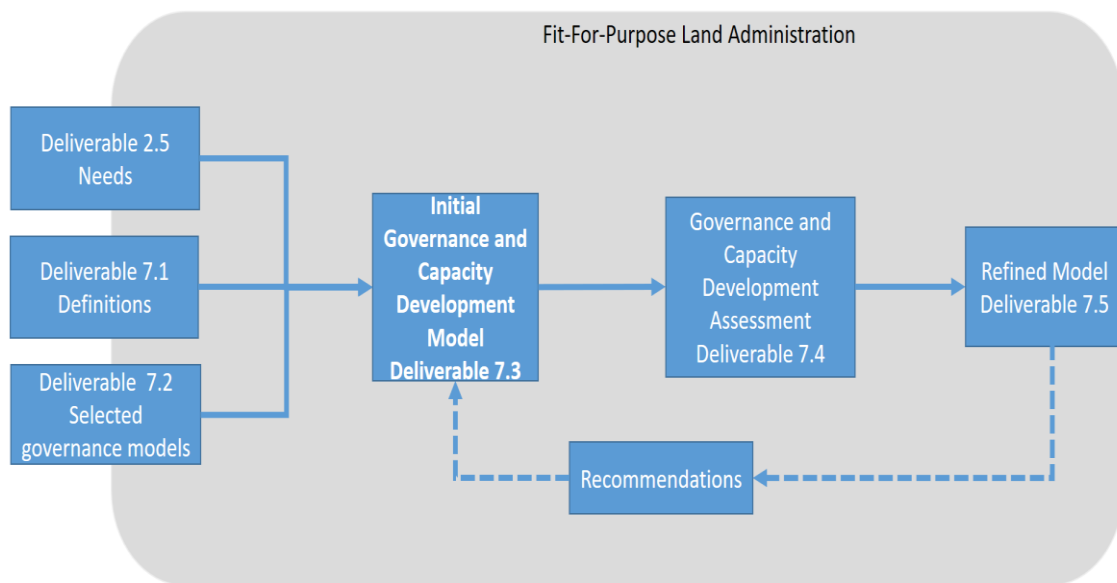 Fit-For-Purpose Land Administration
Deliverable 2.5
Needs
Deliverable 7.1
Definitions
Deliverable 7.2
Selected
governance models
Initial
Governance and
Capacity
Development
Model
Deliverable 7.3
Governance and
Capacity
Development
Assessment
Deliverable 7.4
Refined Model
Deliverable 7.5
Recommendations